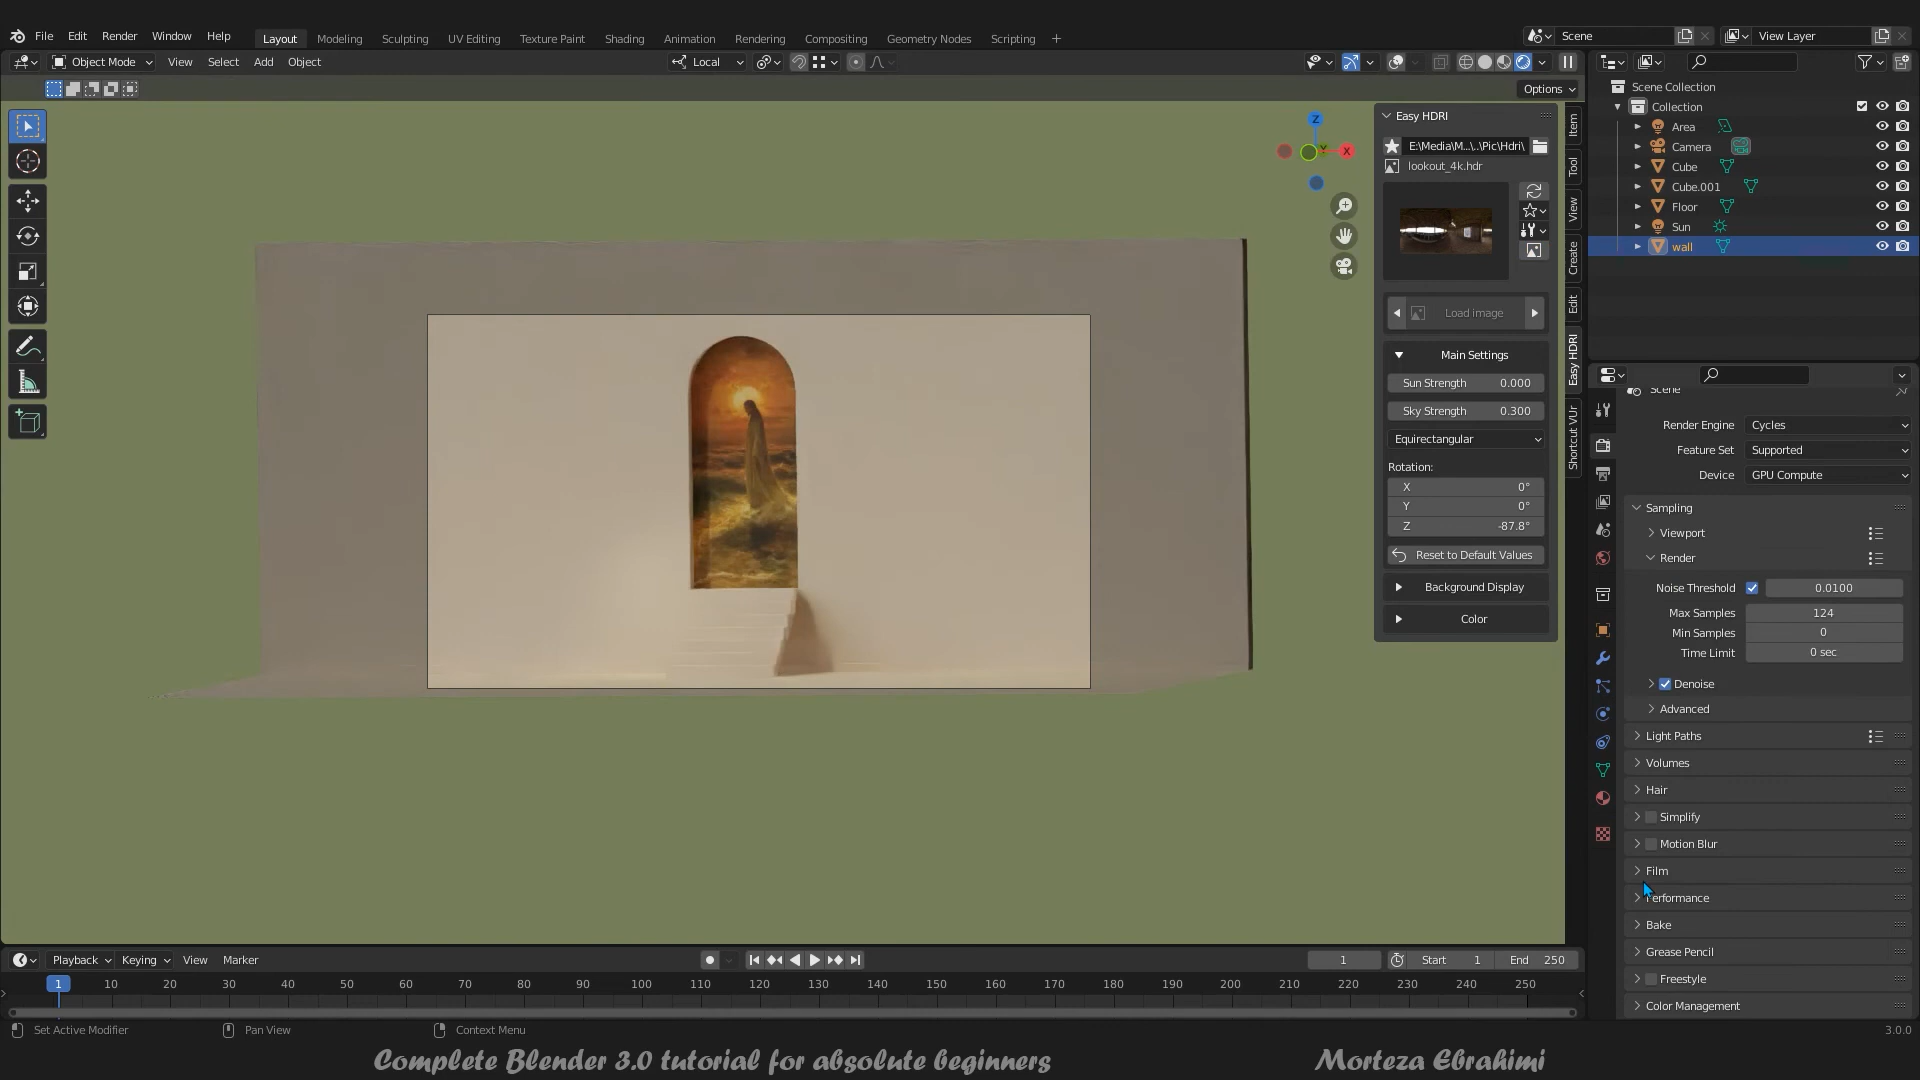 File Edit Render Window Help Layout Modeling Sculpting UV Editing Texture Paint Shading Animation Rendering Compositing Geometry Nodes Scripting + Scene View Layer
Object Mode View Select Add Object Local
Options
Scene Collection
Collection
Area
Camera
Cube
Cube.001
Floor
Sun
wall
Z
Y
X
Easy HDRI
E:\Media\M...\..Pic\Hdri\
lookout_4k.hdr
Load image
Main Settings
Sun Strength 0.000
Sky Strength 0.300
Equirectangular
Rotation:
X 0°
Y 0°
Z -87.8°
Reset to Default Values
Background Display
Color
Item
Tool
View
Create
Edit
Easy HDRI
Shortcut VUr
Scene
Render Engine Cycles
Feature Set Supported
Device GPU Compute
Sampling
Viewport
Render
Noise Threshold 0.0100
Max Samples 124
Min Samples 0
Time Limit 0 sec
Denoise
Advanced
Light Paths
Volumes
Hair
Simplify
Motion Blur
Film
Performance
Bake
Grease Pencil
Freestyle
Color Management
Playback Keying View Marker 1 Start 1 End 250
1 10 20 30 40 50 60 70 80 90 100 110 120 130 140 150 160 170 180 190 200 210 220 230 240 250
Set Active Modifier Pan View Context Menu 3.0.0
Complete Blender 3.0 tutorial for absolute beginners Morteza Ebrahimi